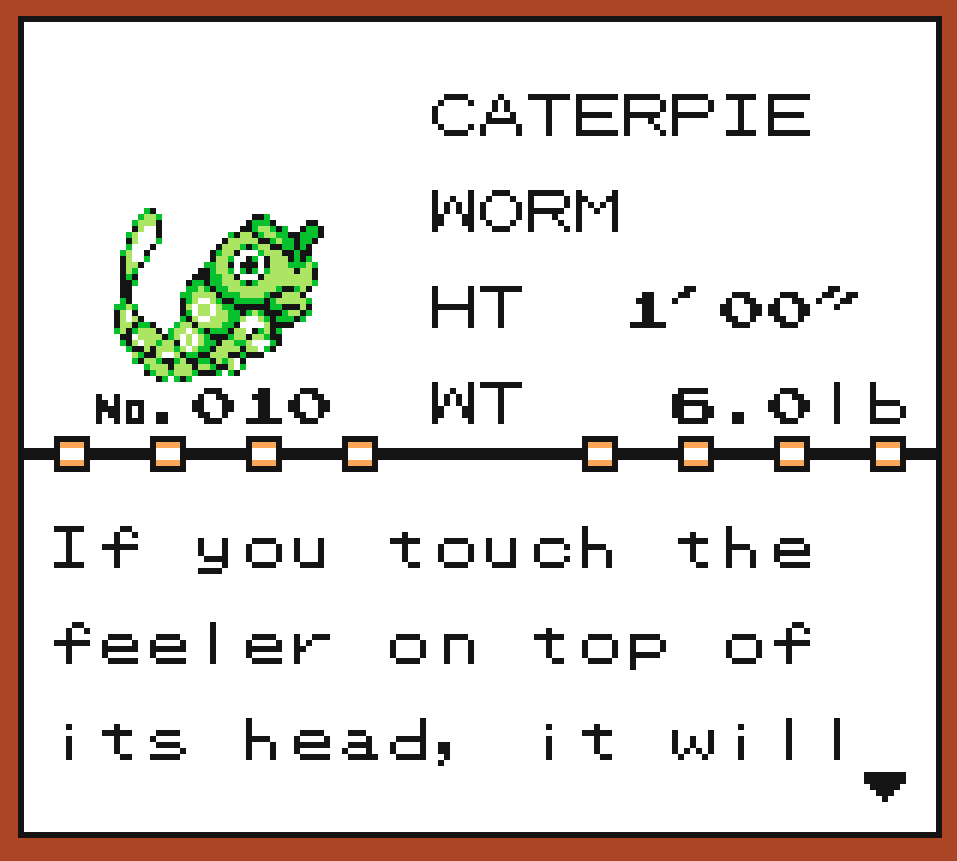 CATERPIE
WORM
HT 1′00″
WT 6.0lb
No.010
If you touch the
feeler on top of
its head, it will